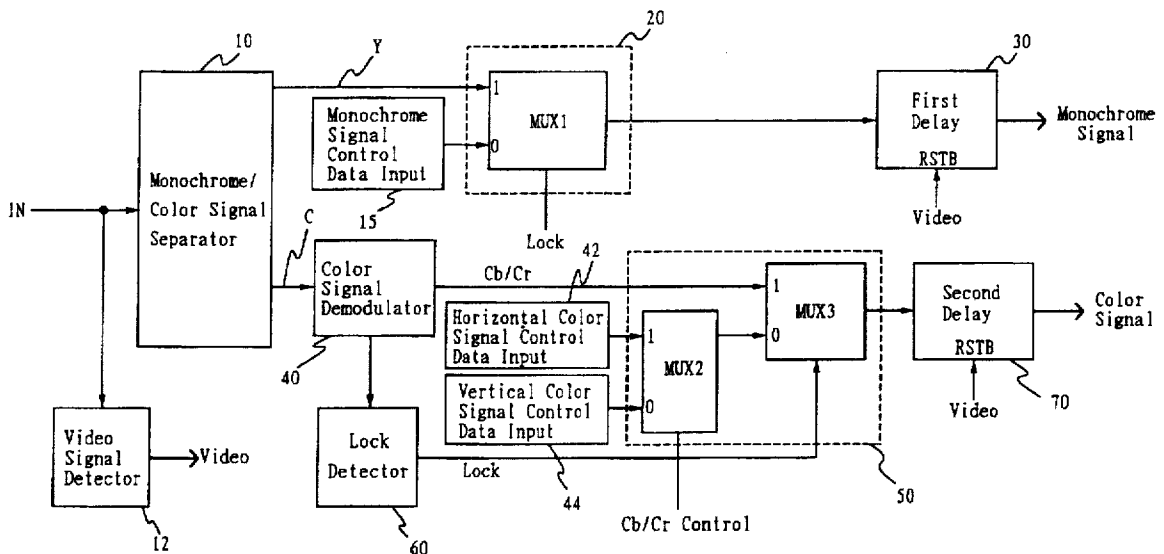 10
Y
20
30
Monochrome/
Color Signal
Separator
IN
1
0
MUX1
Monochrome
Signal
Control
Data Input
15
Lock
First
Delay
RSTB
Video
Monochrome
Signal
C
Color
Signal
Demodulator
40
Cb/Cr
42
Horizontal Color
Signal Control
Data Input
Vertical Color
Signal Control
Data Input
44
1
0
MUX2
1
0
MUX3
Cb/Cr Control
50
Second
Delay
RSTB
Video
70
Color
Signal
Video
Signal
Detector
12
Video
Lock
Detector
60
Lock